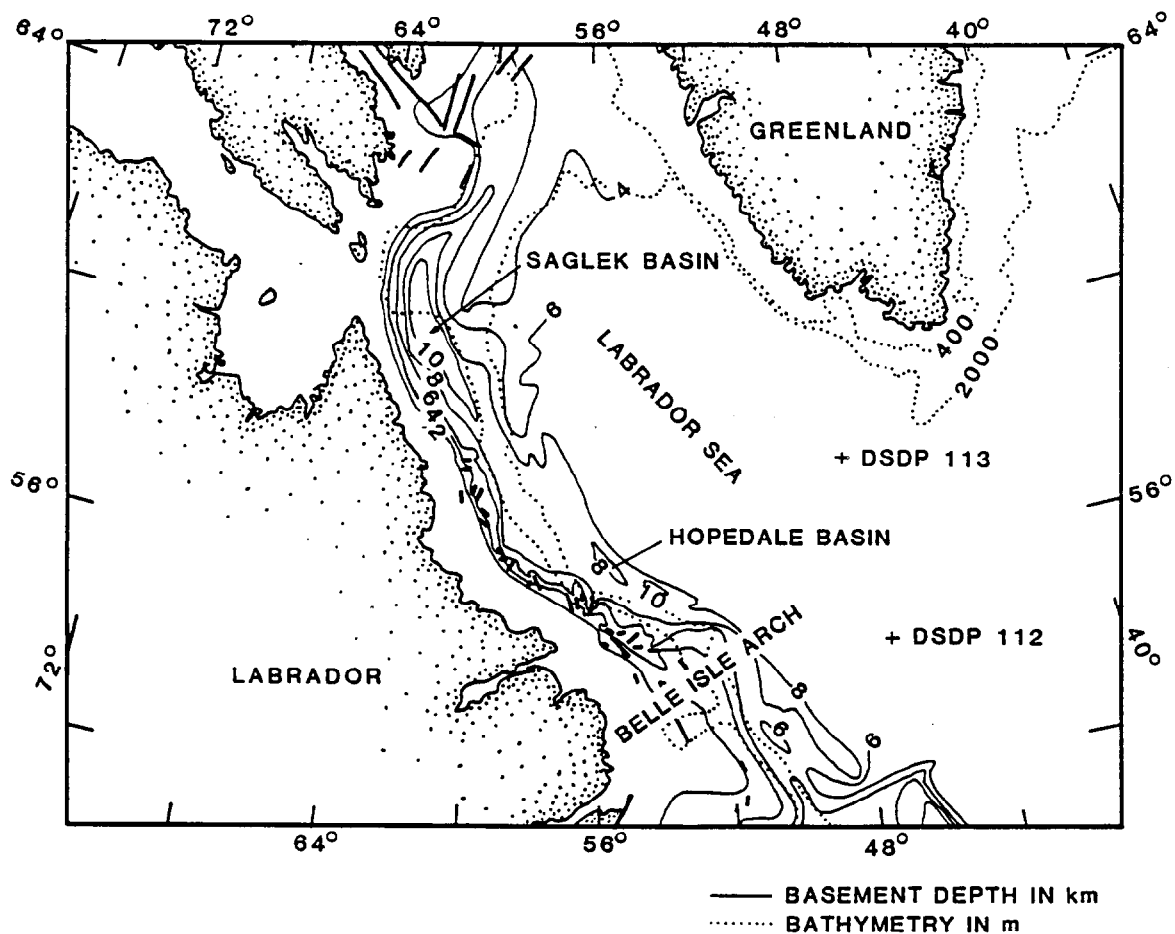 72° 64° 56° 48° 40°
64° 64°
GREENLAND
4
SAGLEK BASIN
6
LABRADOR SEA
400
2000
10 8 6 4 2
+ DSDP 113
56° 56°
HOPEDALE BASIN
8
10
+ DSDP 112
BELLE ISLE ARCH
72° 40°
LABRADOR
8
6
6
64° 56° 48°
BASEMENT DEPTH IN km
BATHYMETRY IN m